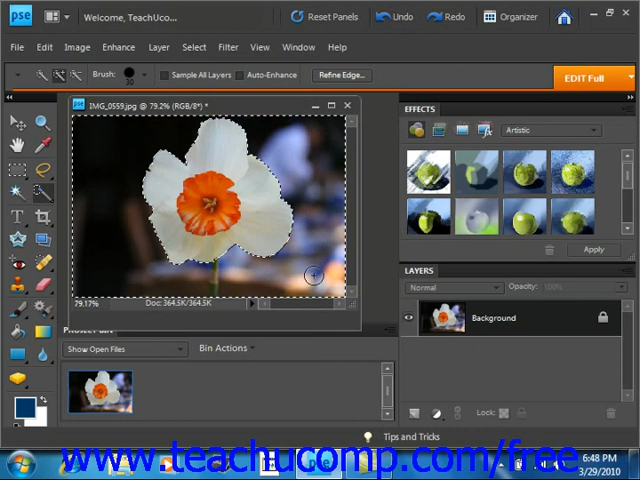 pse
Welcome, TeachUco...
Reset Panels
Undo
Redo
Organizer
File Edit Image Enhance Layer Select Filter View Window Help
Brush:
30
Sample All Layers
Auto-Enhance
Refine Edge...
EDIT Full
IMG_0559.jpg @ 79.2% (RGB/8*) *
EFFECTS
Artistic
Apply
79.17%
Doc: 364.5K/364.5K
LAYERS
Normal
Opacity:
100%
Background
PROJECT BIN
Show Open Files
Bin Actions
Lock:
Tips and Tricks
www.teachucomp.com/free
6:48 PM
3/29/2010